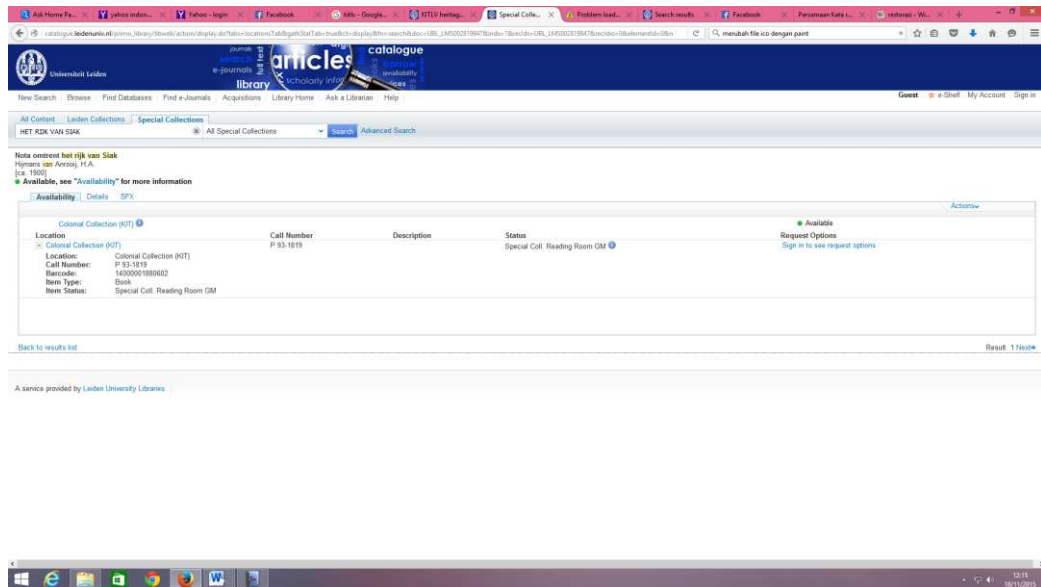 Ask Home Pa...
yahoo indon...
Yahoo - login
Facebook
kitlv - Google...
KITLV heritag...
Special Colle...
Problem load...
Search results
Facebook
Persamaan Kata t...
restorasi - Wi...
merubah file ico dengan paint
journals
search
e-journals
library
full text
articles
scholarly
catalogue
availability
Universiteit Leiden
New Search Browse Find Databases Find e-Journals Acquisitions Library Home Ask a Librarian Help
Guest e-Shelf My Account Sign in
All Content Leiden Collections Special Collections
HET RIJK VAN SIAK All Special Collections Search Advanced Search
Nota omtrent het rijk van Siak
Hijmans van Anrooij, H.A.
[ca. 1900]
Available, see "Availability" for more information
Availability Details SFX
Actions
Colonial Collection (KIT) Available
Location Call Number Description Status Request Options
Colonial Collection (KIT) P 93-1819 Special Coll. Reading Room GM Sign in to see request options
Location: Colonial Collection (KIT)
Call Number: P 93-1819
Barcode: 14000001880602
Item Type: Book
Item Status: Special Coll. Reading Room GM
Back to results list Result 1 Next
A service provided by Leiden University Libraries
12:15
18/11/2015